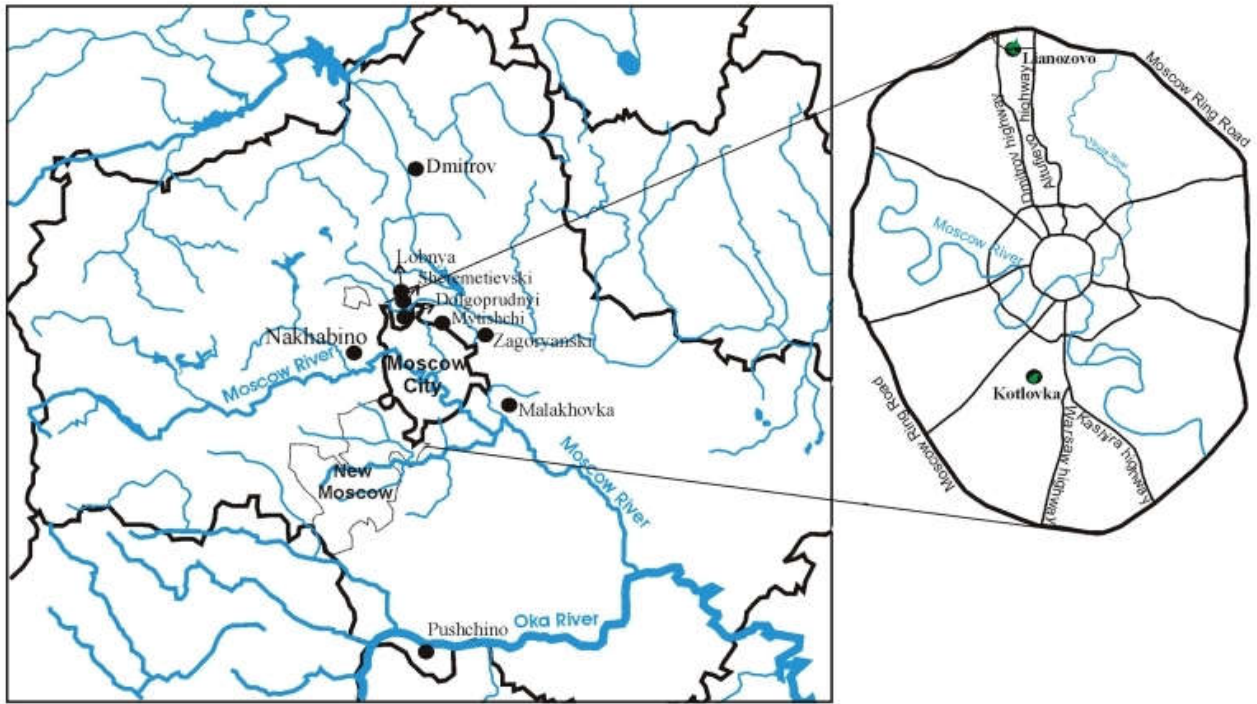 Dmitrov
Lobnya
Sheremetievski
Dolgoprudnyi
Mytishchi
Zagoryanski
Nakhabino
Moscow River
Moscow
City
Malakhovka
Moscow River
New
Moscow
Pushchino
Oka River
Lianozovo
Moscow Ring Road
Dmitrov highway
Altufievo highway
Yauza River
Moscow River
Kotlovka
Moscow Ring Road
Warsaw highway
Kashira highway